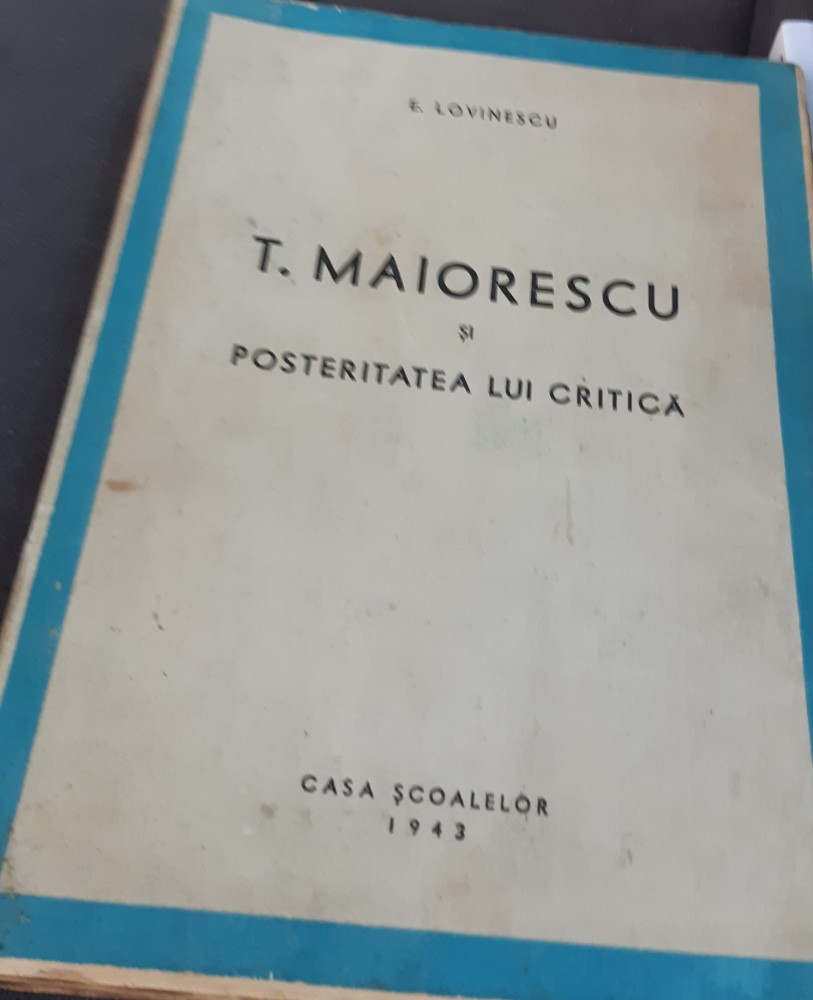 E. LOVINESCU
T. MAIORESCU
ȘI
POSTERITATEA LUI CRITICĂ
CASA ȘCOALELOR
1943